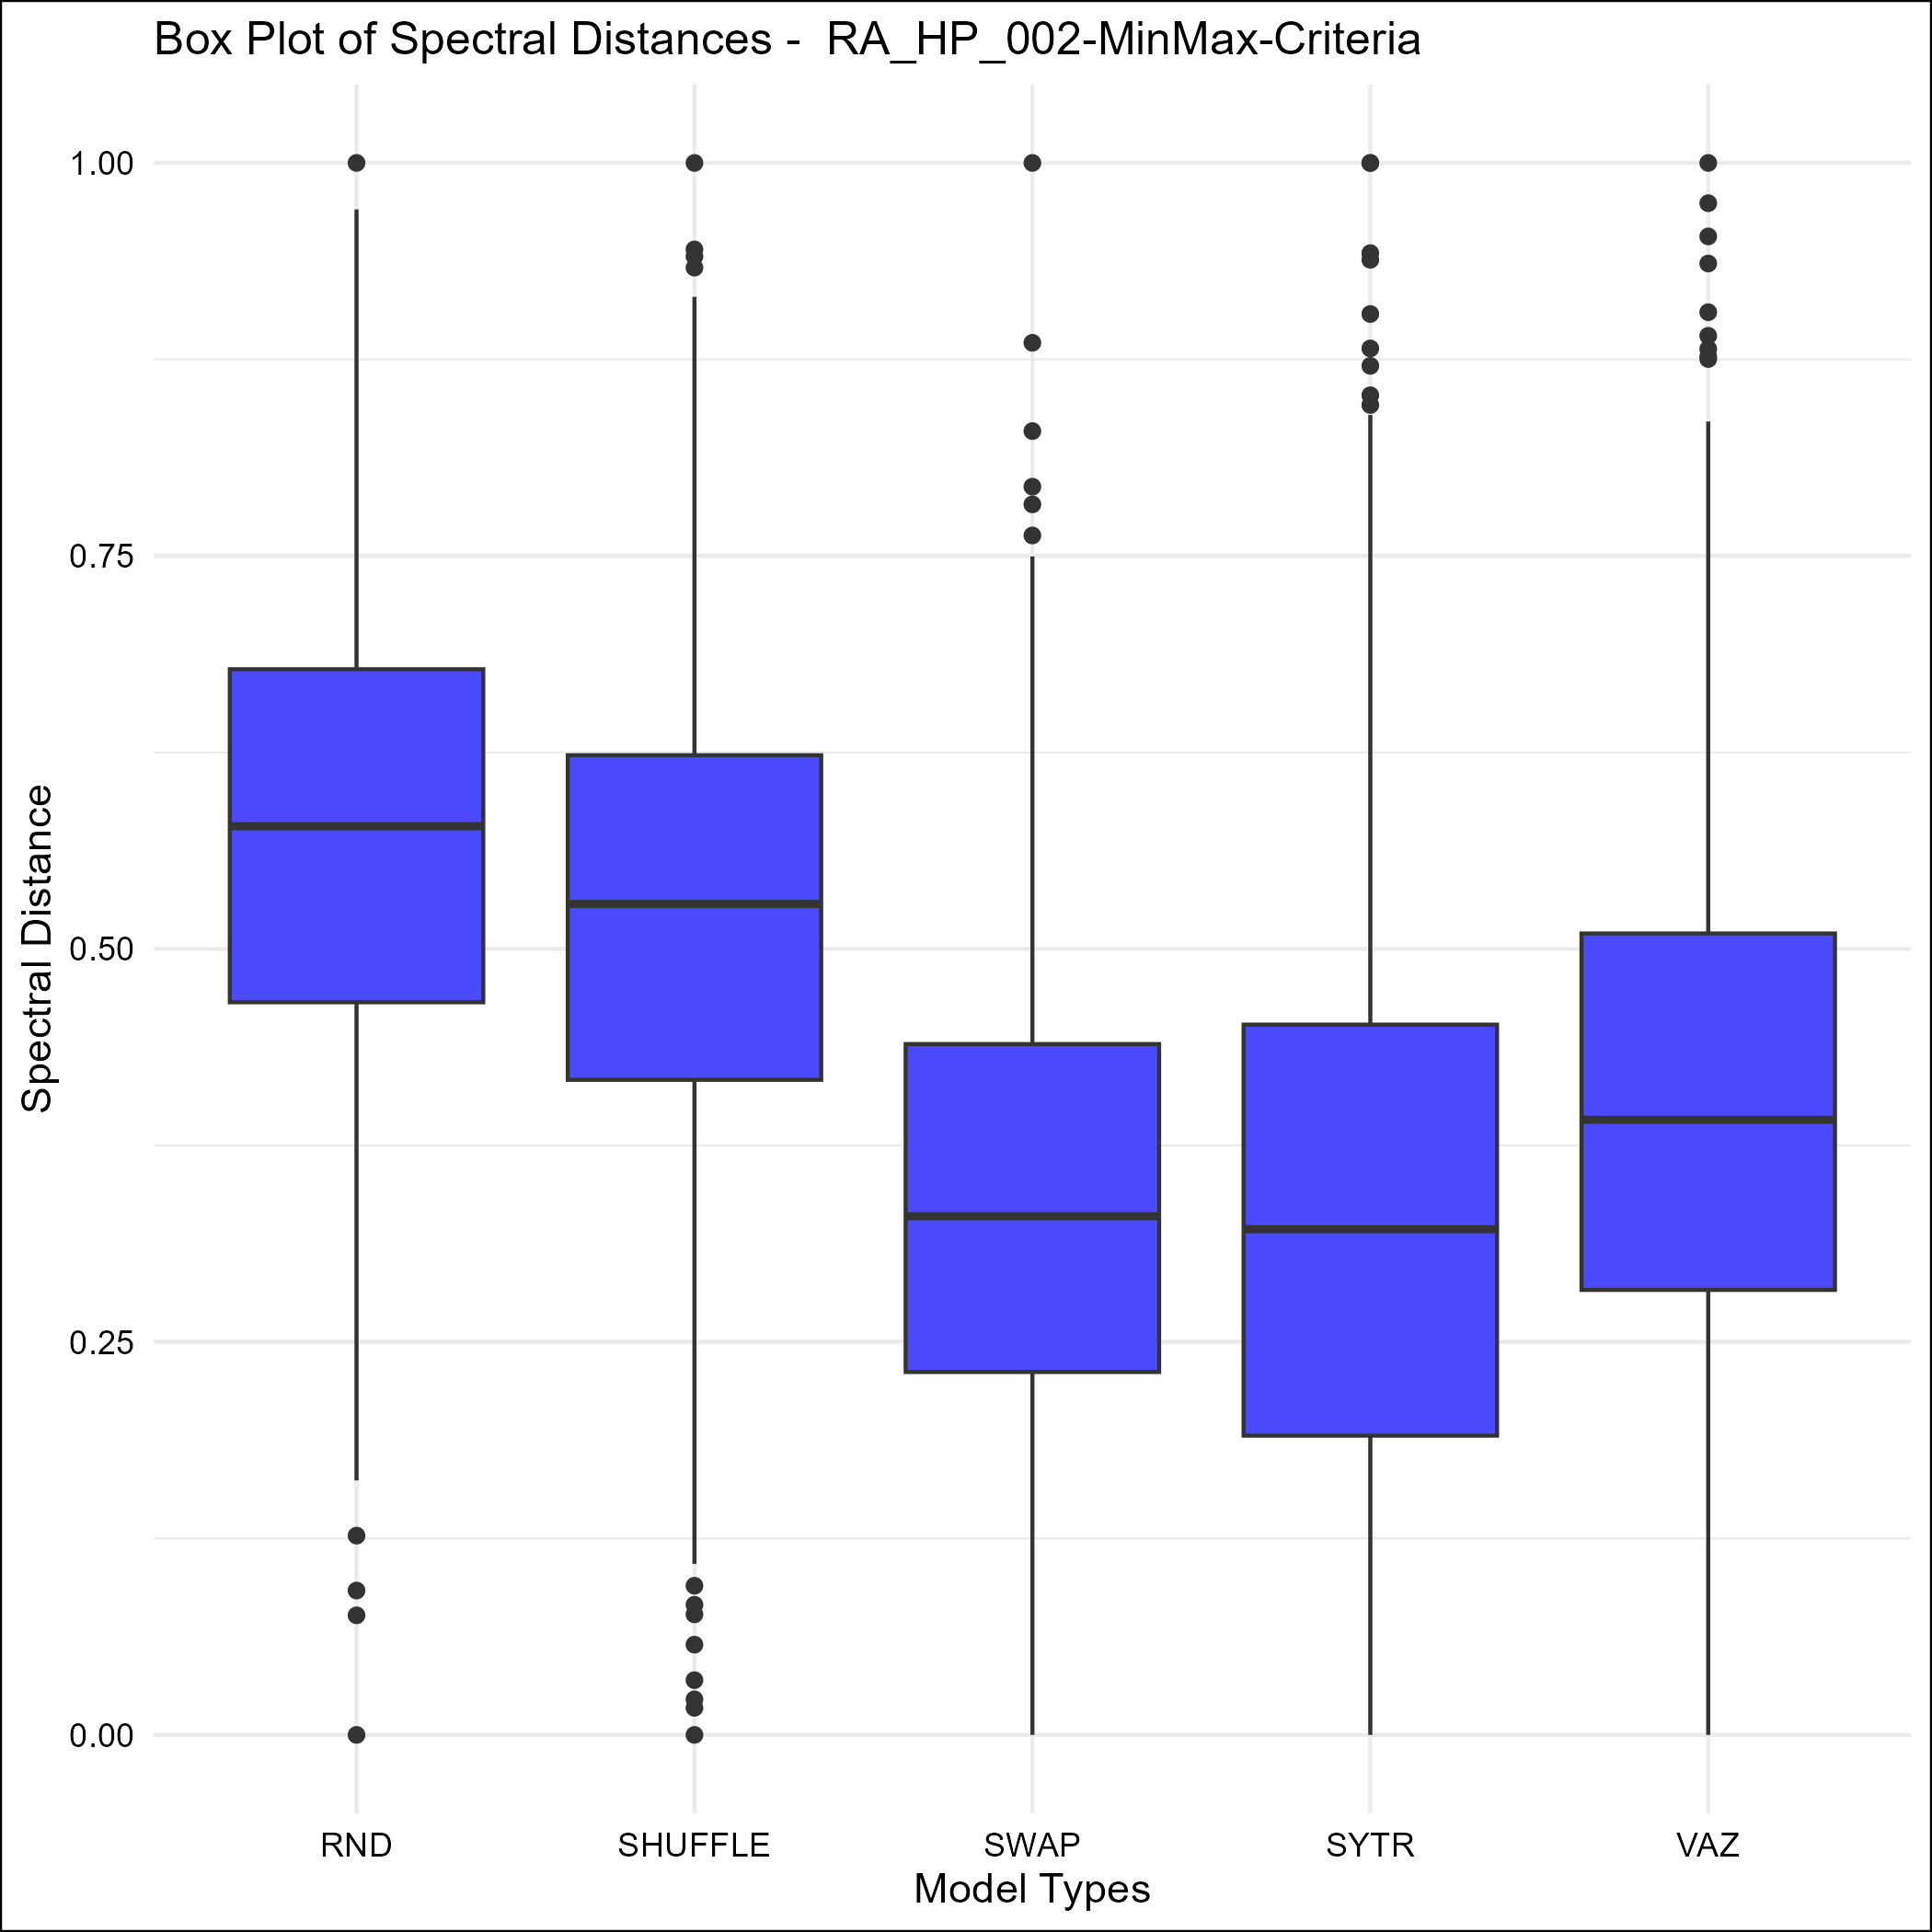 Box Plot of Spectral Distances -  RA_HP_002-MinMax-Criteria
1.00
0.75
0.50
0.25
0.00
Spectral Distance
RND SHUFFLE SWAP SYTR VAZ
Model Types